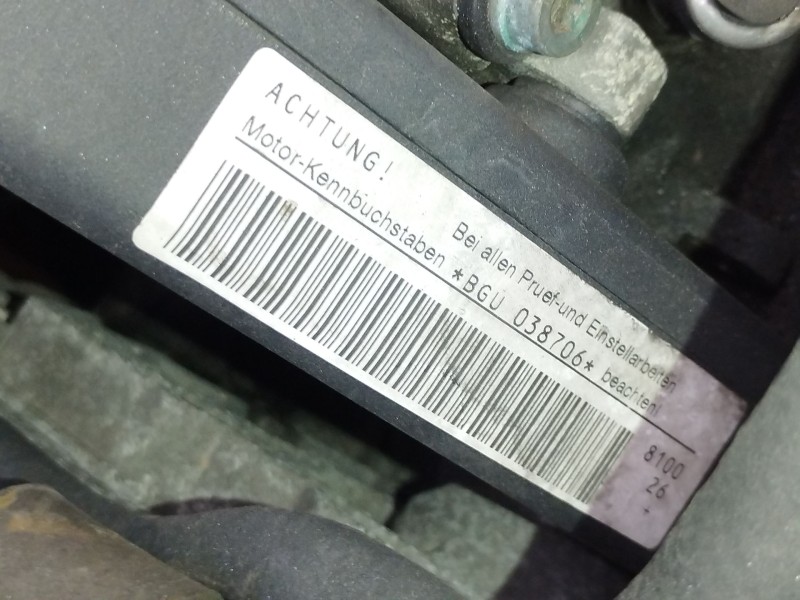 ACHTUNG!
Bei allen Pruef-und Einstellarbeiten
Motor-Kennbuchstaben *BGU 038706* beachten!
8100
26
+